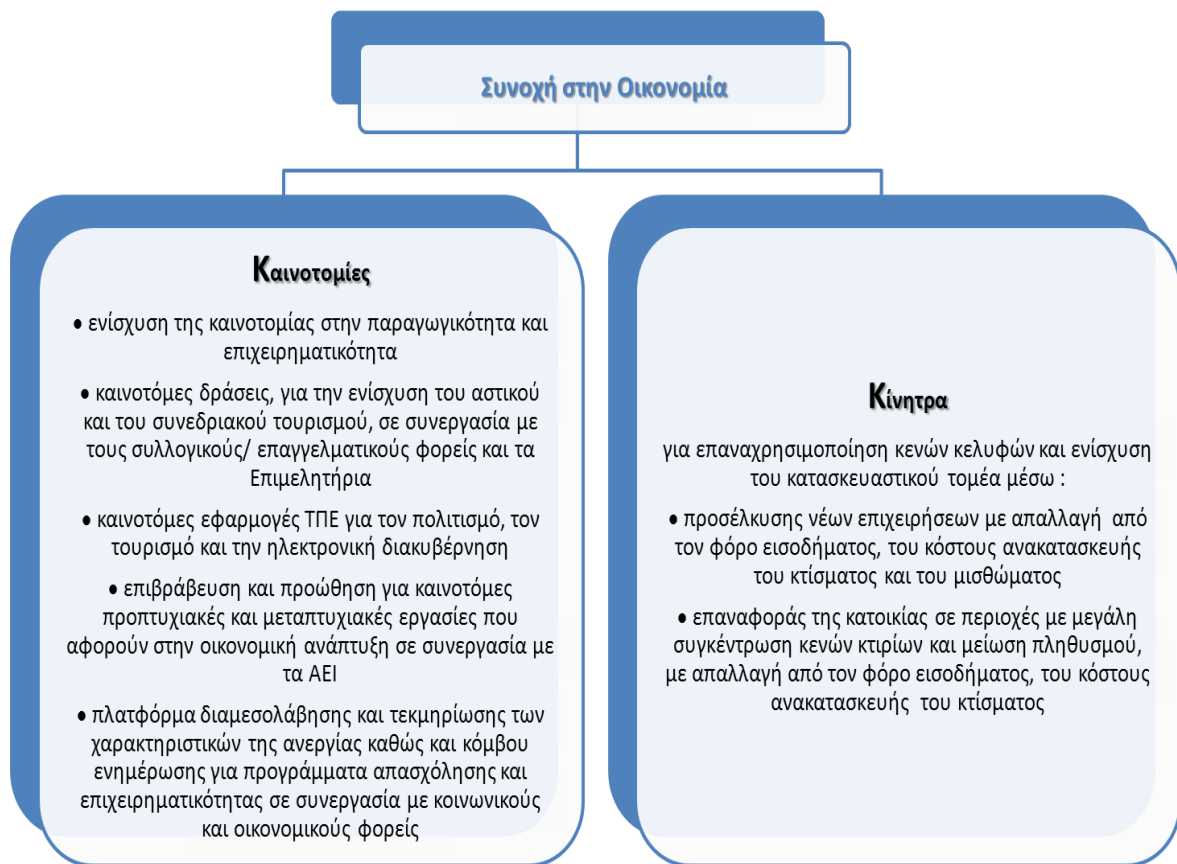 Συνοχή στην Οικονομία
Καινοτομίες
• ενίσχυση της καινοτομίας στην παραγωγικότητα και
επιχειρηματικότητα
• καινοτόμες δράσεις, για την ενίσχυση του αστικού
και του συνεδριακού τουρισμού, σε συνεργασία με
τους συλλογικούς/ επαγγελματικούς φορείς και τα
Επιμελητήρια
• καινοτόμες εφαρμογές ΤΠΕ για τον πολιτισμό, τον
τουρισμό και την ηλεκτρονική διακυβέρνηση
• επιβράβευση και προώθηση για καινοτόμες
προπτυχιακές και μεταπτυχιακές εργασίες που
αφορούν στην οικονομική ανάπτυξη σε συνεργασία με
τα ΑΕΙ
• πλατφόρμα διαμεσολάβησης και τεκμηρίωσης των
χαρακτηριστικών της ανεργίας καθώς και κόμβου
ενημέρωσης για προγράμματα απασχόλησης και
επιχειρηματικότητας σε συνεργασία με κοινωνικούς
και οικονομικούς φορείς
Κίνητρα
για επαναχρησιμοποίηση κενών κελυφών και ενίσχυση
του κατασκευαστικού τομέα μέσω :
• προσέλκυσης νέων επιχειρήσεων με απαλλαγή από
τον φόρο εισοδήματος, του κόστους ανακατασκευής
του κτίσματος και του μισθώματος
• επαναφοράς της κατοικίας σε περιοχές με μεγάλη
συγκέντρωση κενών κτιρίων και μείωση πληθυσμού,
με απαλλαγή από τον φόρο εισοδήματος, του κόστους
ανακατασκευής του κτίσματος